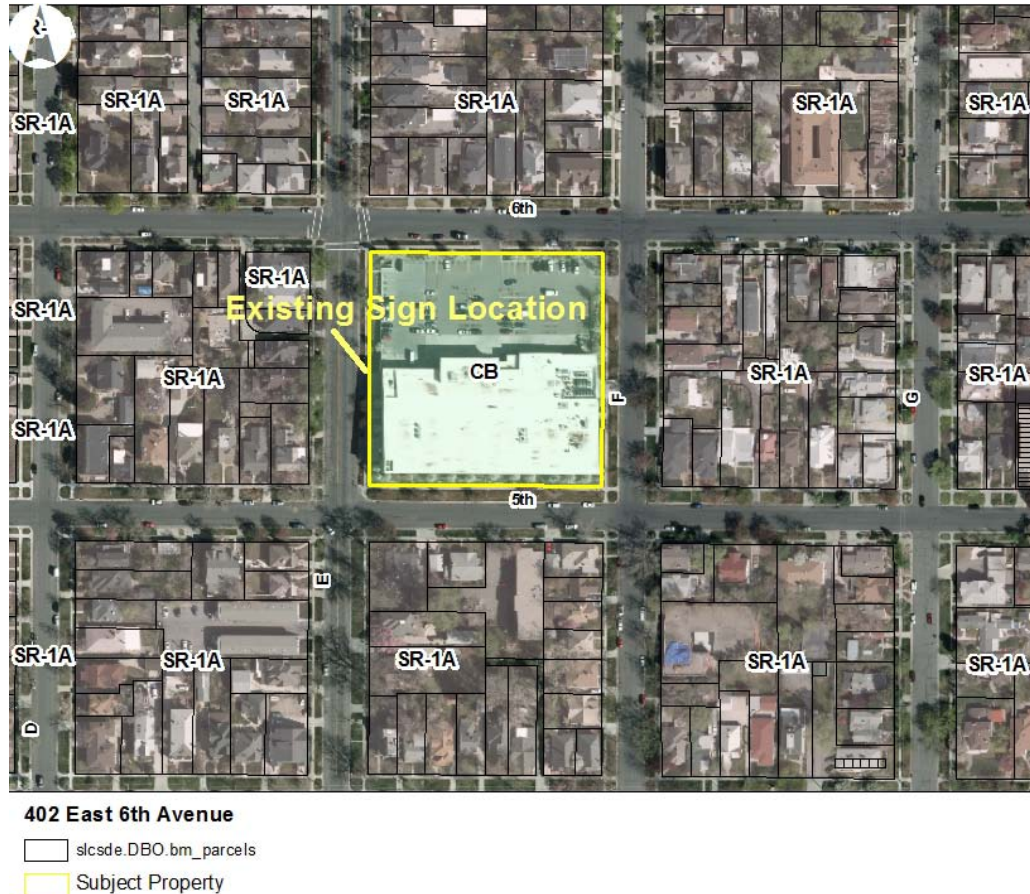 SR-1A
SR-1A
SR-1A
SR-1A
SR-1A
SR-1A
6th
SR-1A
SR-1A
Existing Sign Location
SR-1A
CB
SR-1A
SR-1A
F
G
SR-1A
5th
E
SR-1A
SR-1A
SR-1A
SR-1A
SR-1A
D
402 East 6th Avenue
slcsde.DBO.bm_parcels
Subject Property